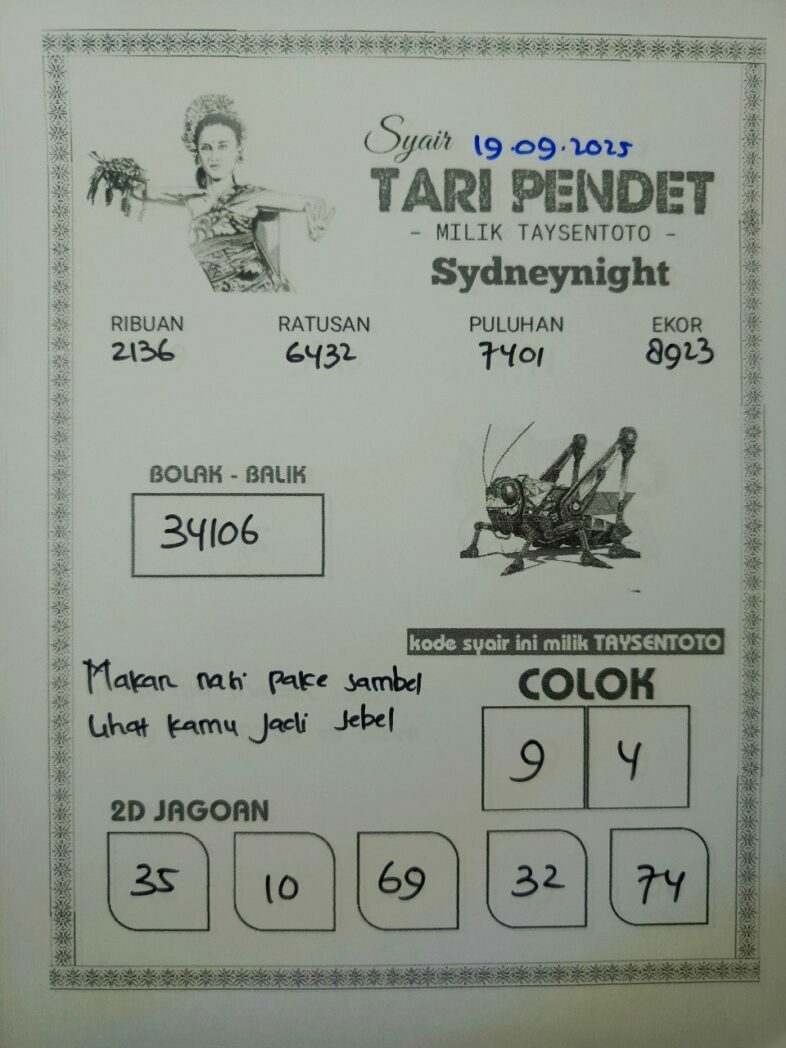 Syair 19.09.2025
TARI PENDET
- MILIK TAYSENTOTO -
Sydneynight
RIBUAN RATUSAN PULUHAN EKOR
2136 6432 7401 8923
BOLAK - BALIK
34106
kode syair ini milik TAYSENTOTO
Makan nasi pake sambel
Lihat kamu jadi sebel
COLOK
9 4
2D JAGOAN
35 10 69 32 74